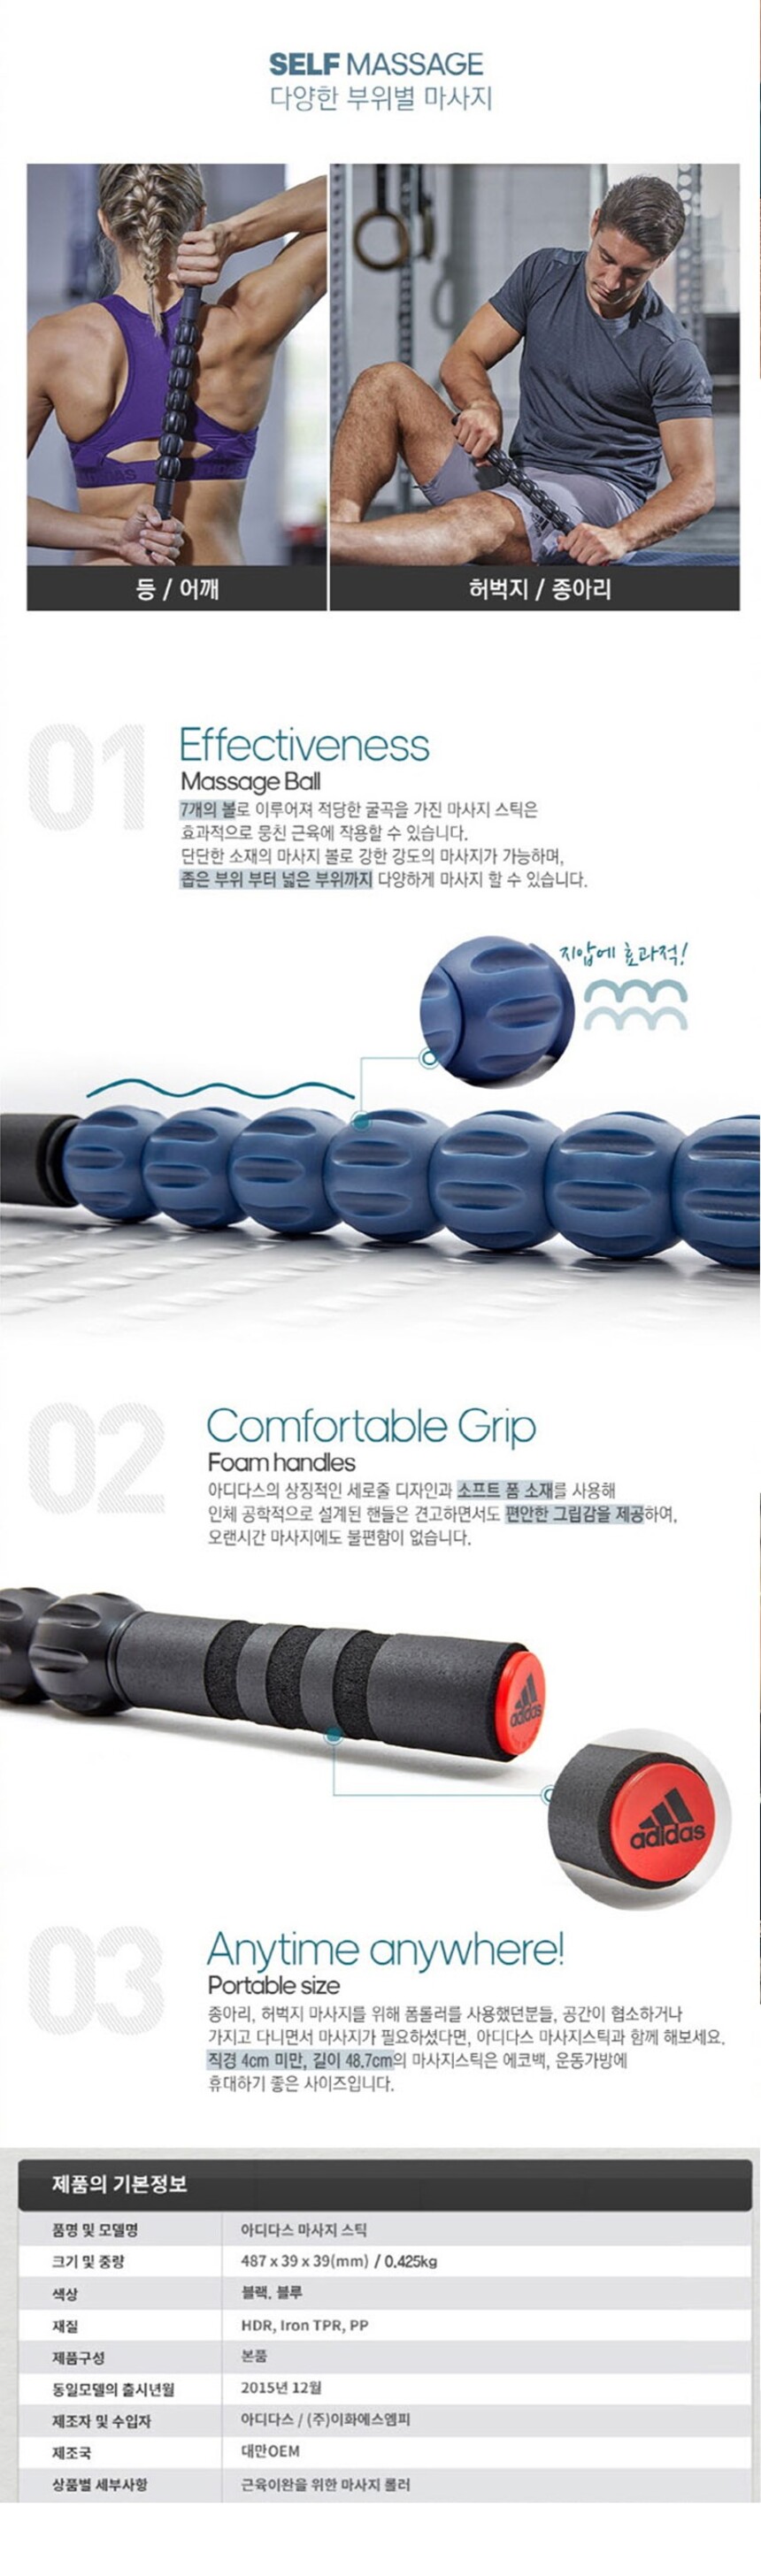 SELF MASSAGE
다양한 부위별 마사지
등 / 어깨
허벅지 / 종아리
01
Effectiveness
Massage Ball
7개의 볼로 이루어져 적당한 굴곡을 가진 마사지 스틱은
효과적으로 뭉친 근육에 작용할 수 있습니다.
단단한 소재의 마사지 볼로 강한 강도의 마사지가 가능하며,
좁은 부위 부터 넓은 부위까지 다양하게 마사지 할 수 있습니다.
지압에 효과적!
02
Comfortable Grip
Foam handles
아디다스의 상징적인 세로줄 디자인과 소프트 폼 소재를 사용해
인체 공학적으로 설계된 핸들은 견고하면서도 편안한 그립감을 제공하여,
오랜시간 마사지에도 불편함이 없습니다.
adidas
adidas
03
Anytime anywhere!
Portable size
종아리, 허벅지 마사지를 위해 폼롤러를 사용했던분들, 공간이 협소하거나
가지고 다니면서 마사지가 필요하셨다면, 아디다스 마사지스틱과 함께 해보세요.
직경 4cm 미만, 길이 48.7cm의 마사지스틱은 에코백, 운동가방에
휴대하기 좋은 사이즈입니다.
제품의 기본정보
품명 및 모델명 아디다스 마사지 스틱
크기 및 중량 487 x 39 x 39(mm) / 0.425kg
색상 블랙. 블루
재질 HDR, Iron TPR, PP
제품구성 본품
동일모델의 출시년월 2015년 12월
제조자 및 수입자 아디다스 / (주)이화에스엠피
제조국 대만OEM
상품별 세부사항 근육이완을 위한 마사지 롤러